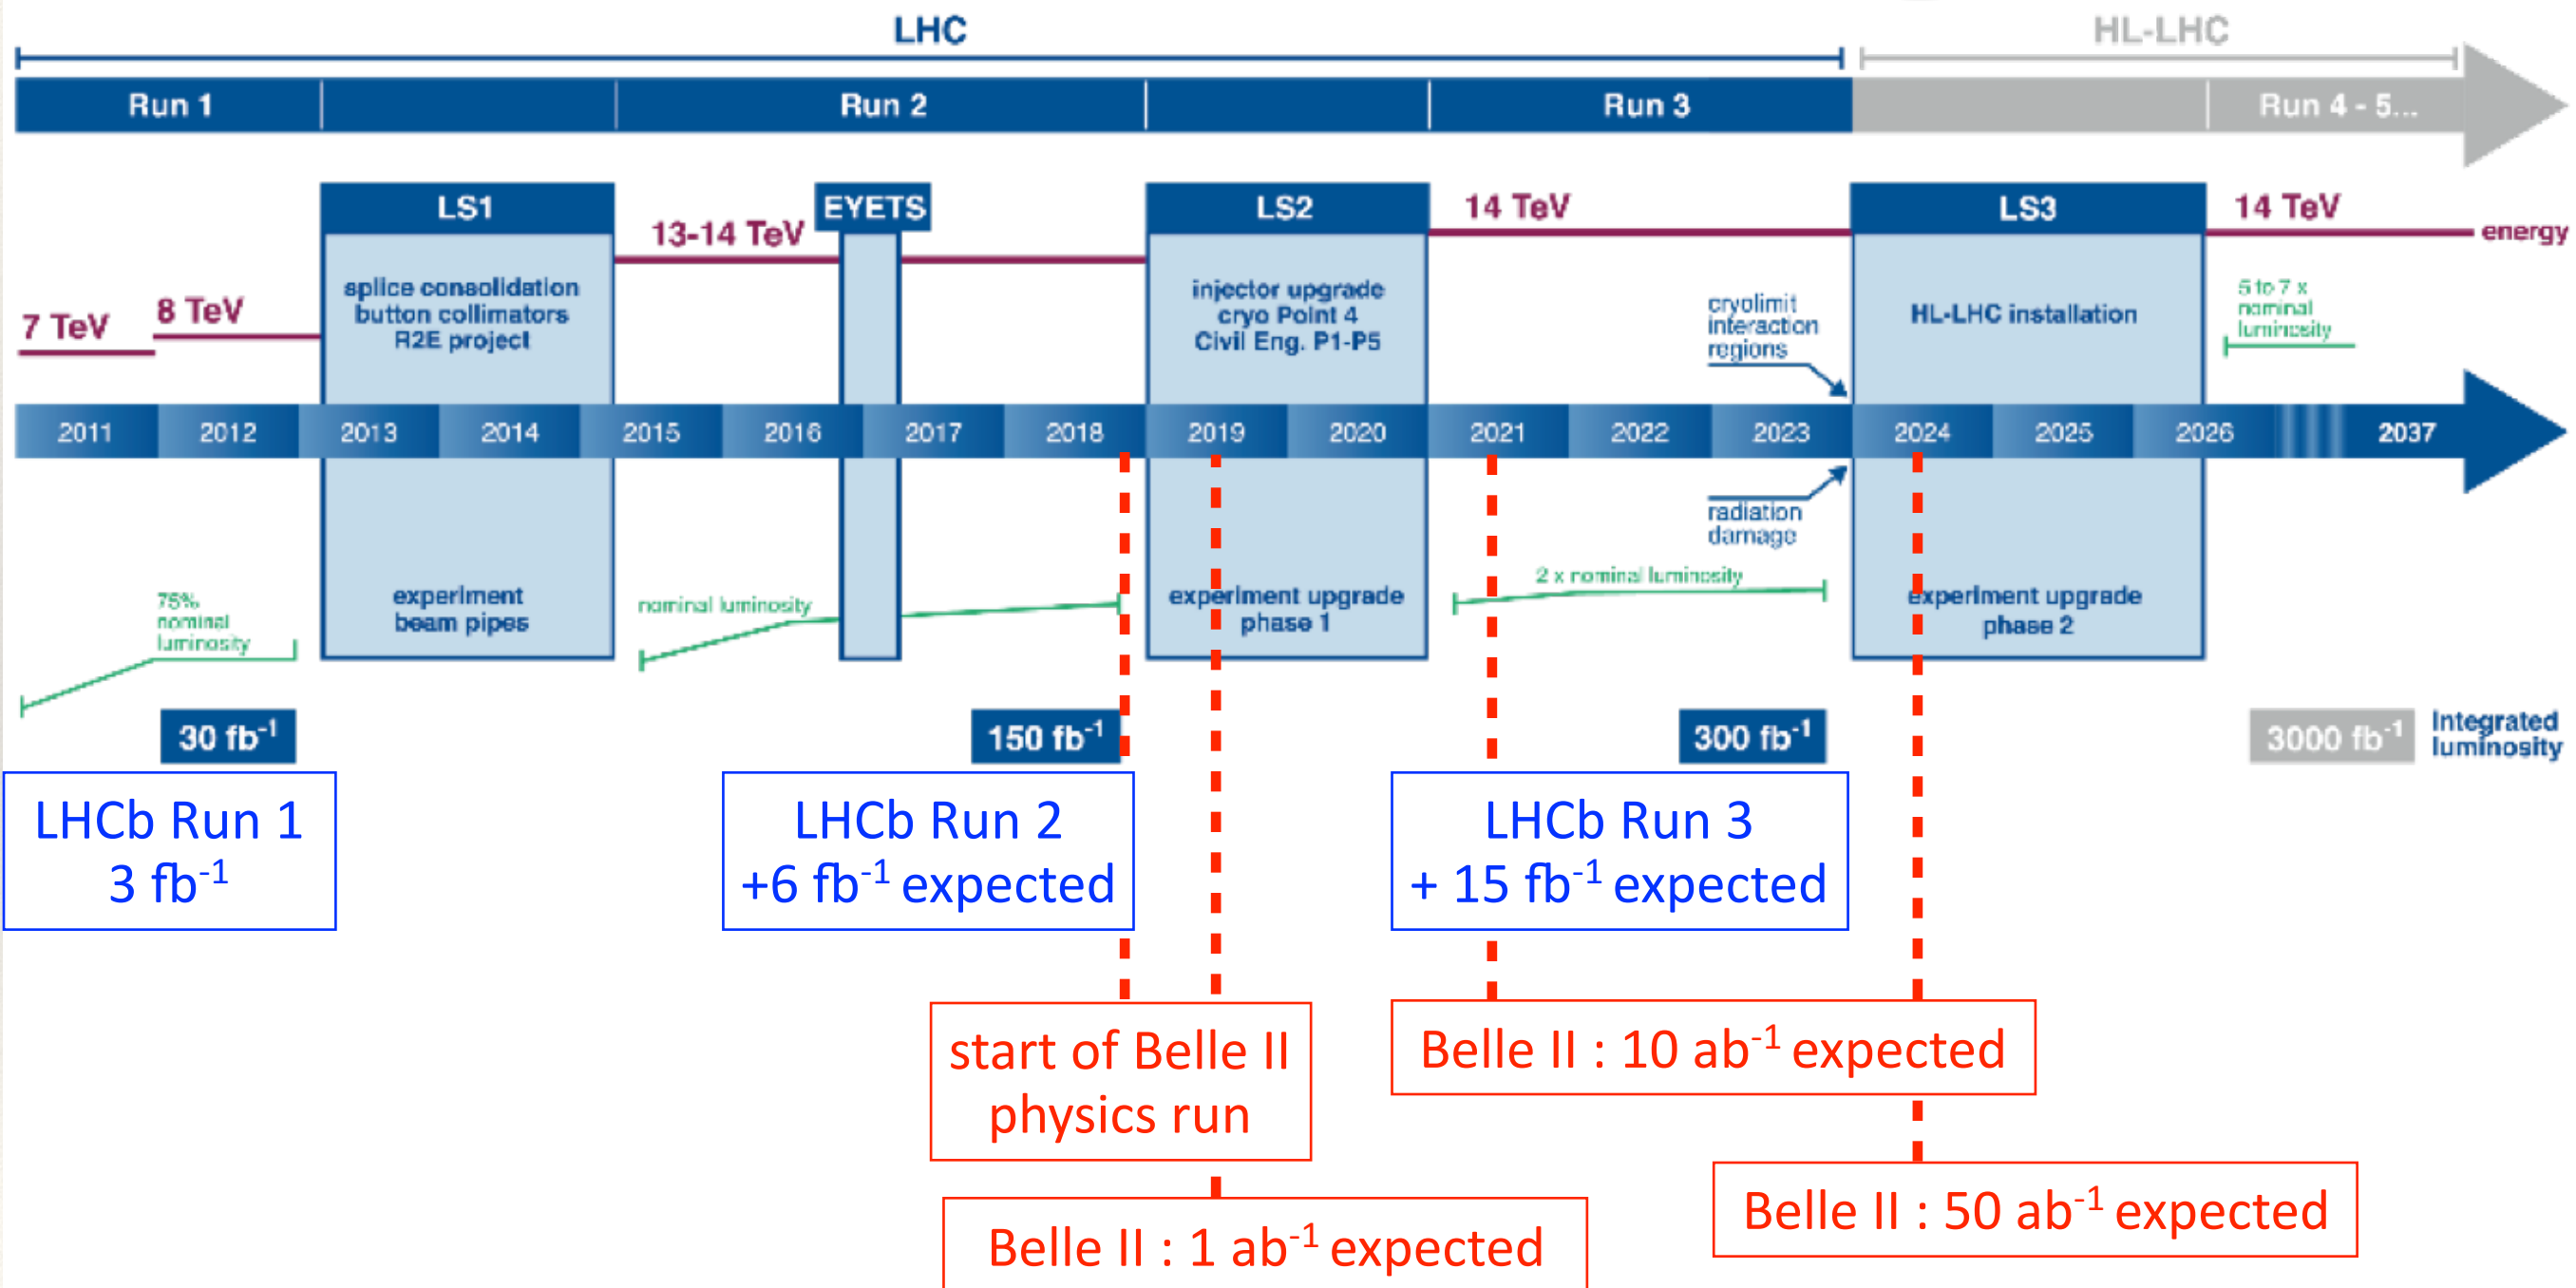 LHC
HL-LHC
Run 1
Run 2
Run 3
Run 4 - 5...
LS1
EYETS
LS2
LS3
14 TeV
14 TeV
energy
13-14 TeV
8 TeV
7 TeV
splice consolidation
button collimators
R2E project
injector upgrade
cryo Point 4
Civil Eng. P1-P5
cryolimit
interaction
regions
HL-LHC installation
5 to 7 x
nominal
luminosity
2011
2012
2013
2014
2015
2016
2017
2018
2019
2020
2021
2022
2023
2024
2025
2026
2037
radiation
damage
75%
nominal
luminosity
experiment
beam pipes
nominal luminosity
experiment upgrade
phase 1
2 x nominal luminosity
experiment upgrade
phase 2
30 fb⁻¹
150 fb⁻¹
300 fb⁻¹
3000 fb⁻¹
Integrated
luminosity
LHCb Run 1
3 fb⁻¹
LHCb Run 2
+6 fb⁻¹ expected
LHCb Run 3
+ 15 fb⁻¹ expected
start of Belle II
physics run
Belle II : 10 ab⁻¹ expected
Belle II : 50 ab⁻¹ expected
Belle II : 1 ab⁻¹ expected